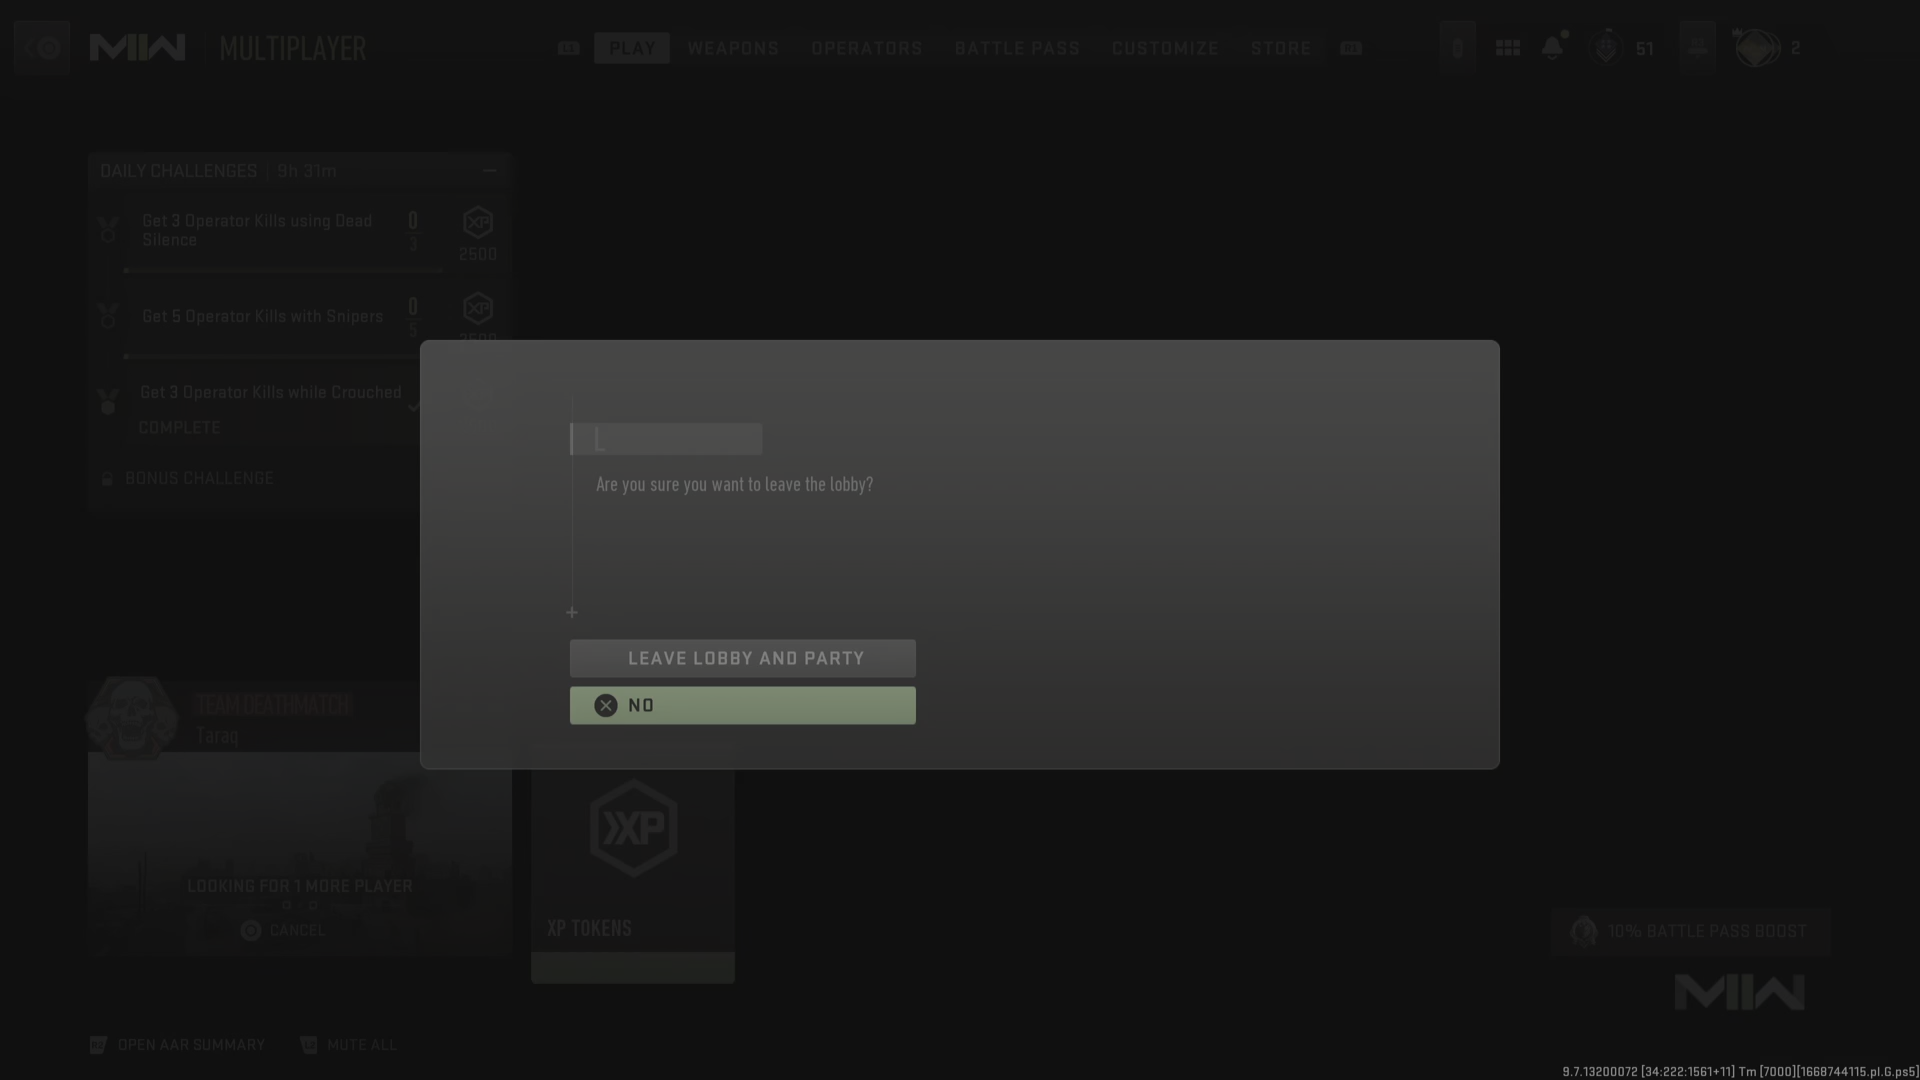 MULTIPLAYER
PLAY WEAPONS OPERATORS BATTLE PASS CUSTOMIZE STORE
51
2
DAILY CHALLENGES 9h 31m
Get 3 Operator Kills using Dead
Silence
0
3
2500
XP
Get 5 Operator Kills with Snipers
0
5
XP
2500
Get 3 Operator Kills while Crouched
COMPLETE
BONUS CHALLENGE
L
Are you sure you want to leave the lobby?
LEAVE LOBBY AND PARTY
NO
TEAM DEATHMATCH
Taraq
LOOKING FOR 1 MORE PLAYER
CANCEL
XP
XP TOKENS
10% BATTLE PASS BOOST
MW
OPEN AAR SUMMARY
MUTE ALL
9.7.13200072 [34:222:1561+11] Tm [7000][1668744115.pl.G.ps5]